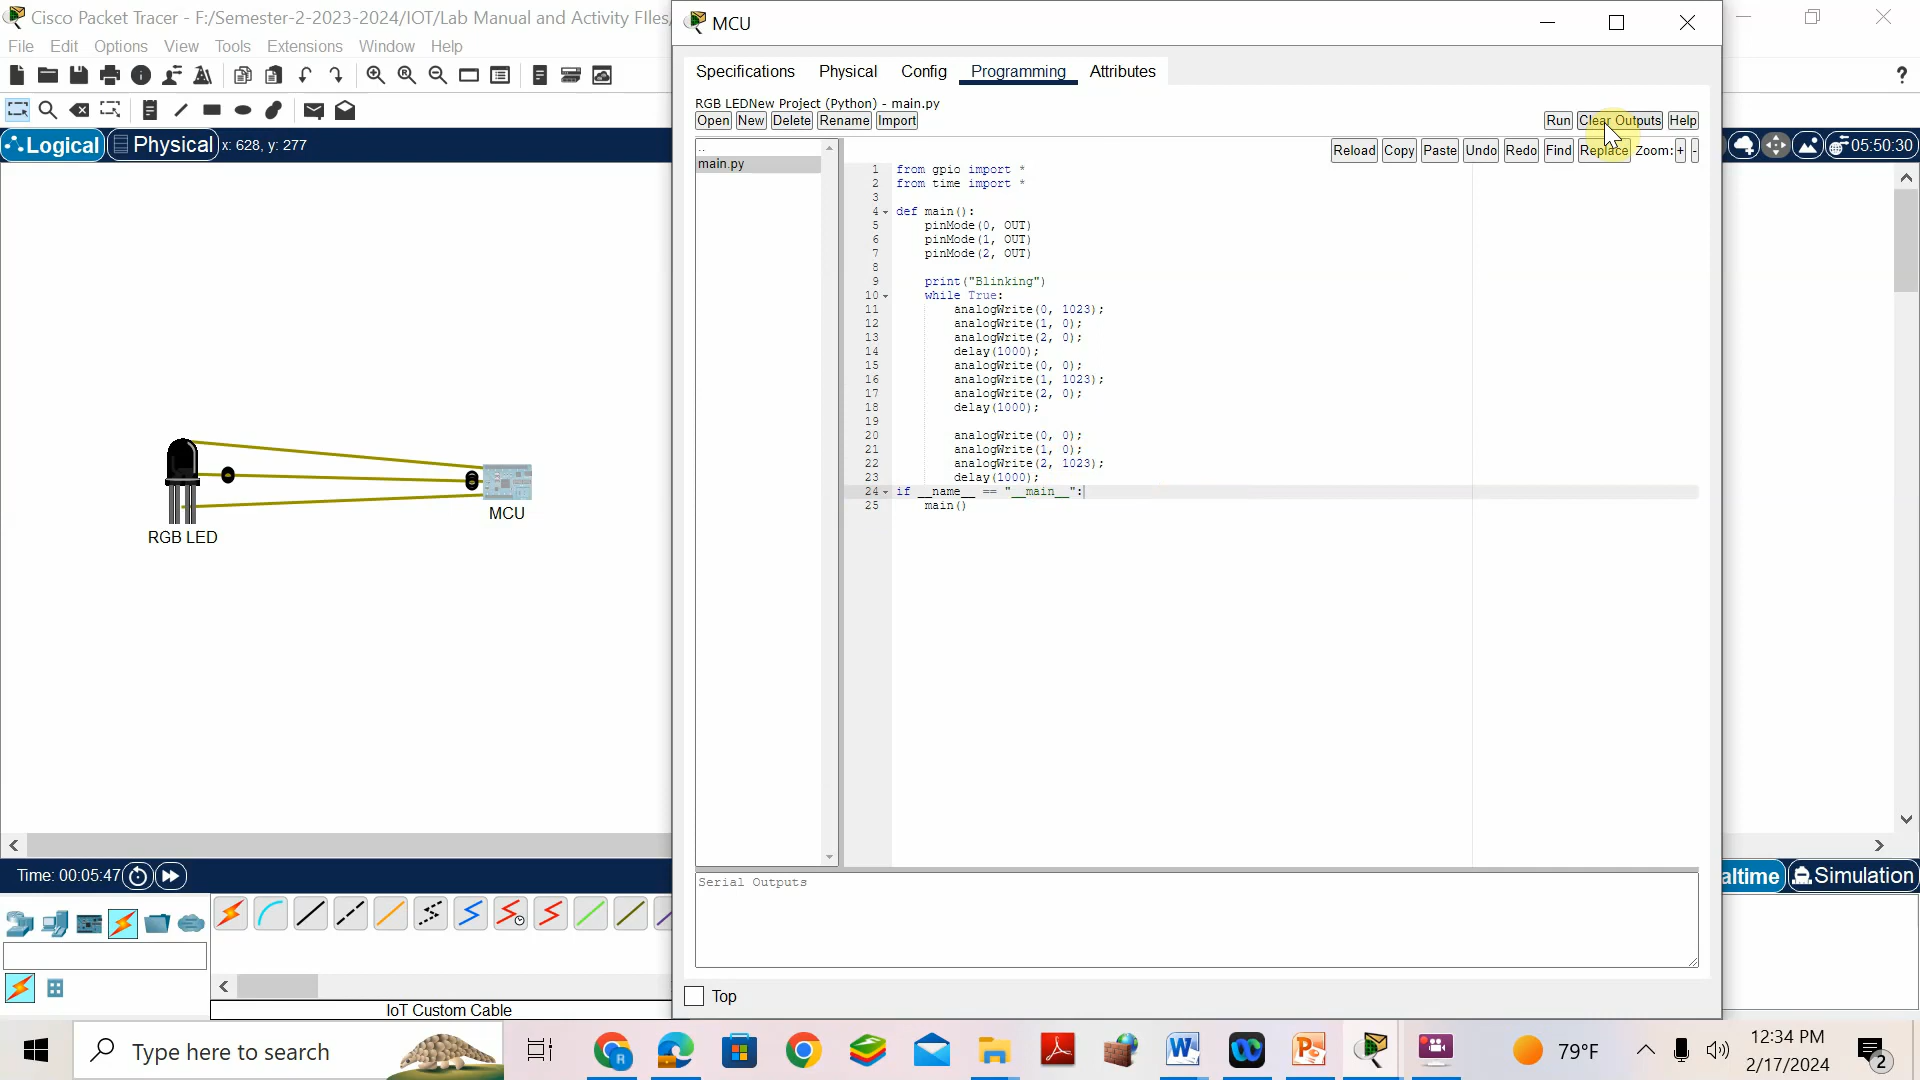 Cisco Packet Tracer - F:/Semester-2-2023-2024/IOT/Lab Manual and Activity FIles/
File Edit Options View Tools Extensions Window Help
?
Logical Physical x: 628, y: 277
05:50:30
MCU
Specifications Physical Config Programming Attributes
RGB LEDNew Project (Python) - main.py
Open New Delete Rename Import
Run Clear Outputs Help
Reload Copy Paste Undo Redo Find Replace Zoom: + -
..
main.py
1 from gpio import *
2 from time import *
3
4 def main():
5 pinMode(0, OUT)
6 pinMode(1, OUT)
7 pinMode(2, OUT)
8
9 print("Blinking")
10 while True:
11 analogWrite(0, 1023);
12 analogWrite(1, 0);
13 analogWrite(2, 0);
14 delay(1000);
15 analogWrite(0, 0);
16 analogWrite(1, 1023);
17 analogWrite(2, 0);
18 delay(1000);
19
20 analogWrite(0, 0);
21 analogWrite(1, 0);
22 analogWrite(2, 1023);
23 delay(1000);
24 if __name__ == "__main__":
25 main()
RGB LED
MCU
Serial Outputs
Top
Time: 00:05:47
altime Simulation
IoT Custom Cable
Type here to search
79°F
12:34 PM
2/17/2024
2